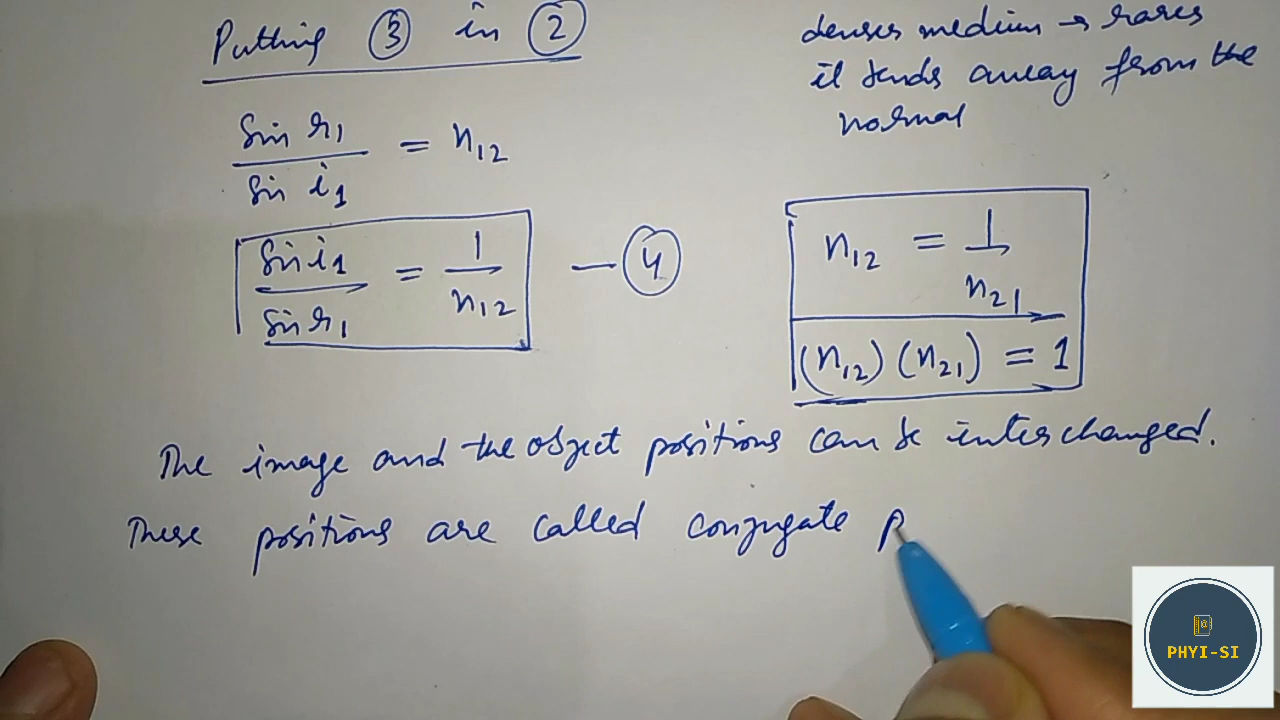 Putting ③ in ②
denser medium → rarer
it tends away from the
normal
sin r₁ / sin i₁ = n₁₂
sin i₁ / sin r₁ = 1 / n₁₂ — ④
n₁₂ = 1 / n₂₁
(n₁₂) (n₂₁) = 1
The image and the object positions can be interchanged.
These positions are called conjugate p
PHYI-SI